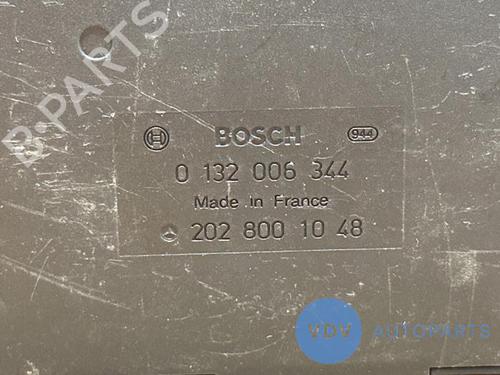 B-PARTS
BOSCH 944
0 132 006 344
Made in France
202 800 10 48
VDV AUTOPARTS